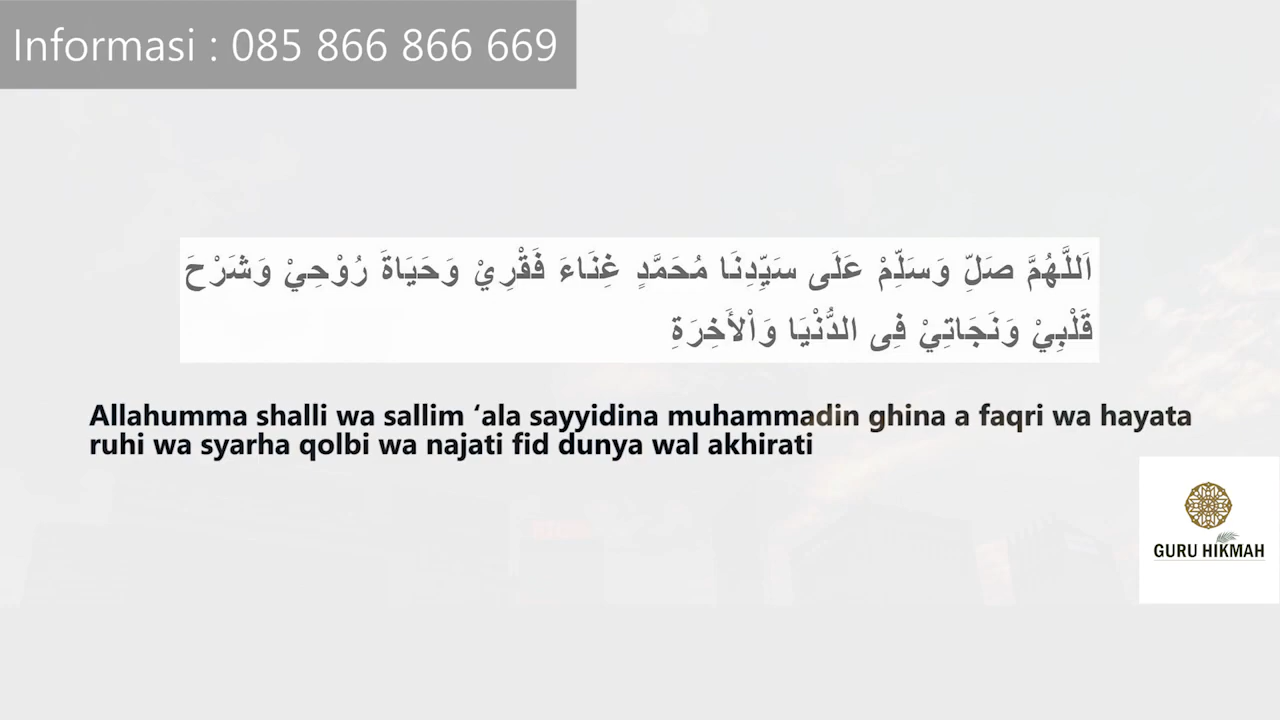 Informasi : 085 866 866 669
اَللَّهُمَّ صَلِّ وَسَلِّمْ عَلَى سَيِّدِنَا مُحَمَّدٍ غِنَاءَ فَقْرِيْ وَحَيَاةَ رُوْحِيْ وَشَرْحَ
قَلْبِيْ وَنَجَاتِيْ فِى الدُّنْيَا وَاْلأَخِرَةِ
Allahumma shalli wa sallim ‘ala sayyidina muhammadin ghina a faqri wa hayata
ruhi wa syarha qolbi wa najati fid dunya wal akhirati
GURU HIKMAH